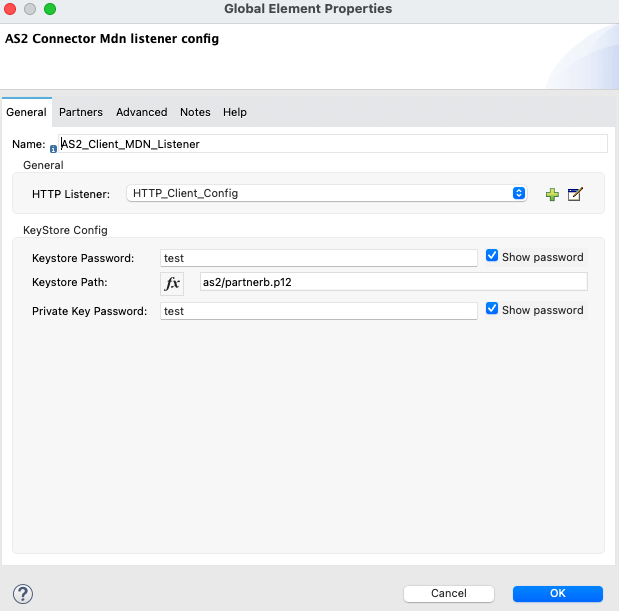 Global Element Properties
AS2 Connector Mdn listener config
General Partners Advanced Notes Help
Name: AS2_Client_MDN_Listener
General
HTTP Listener: HTTP_Client_Config
KeyStore Config
Keystore Password: test Show password
Keystore Path: fx as2/partnerb.p12
Private Key Password: test Show password
? Cancel OK